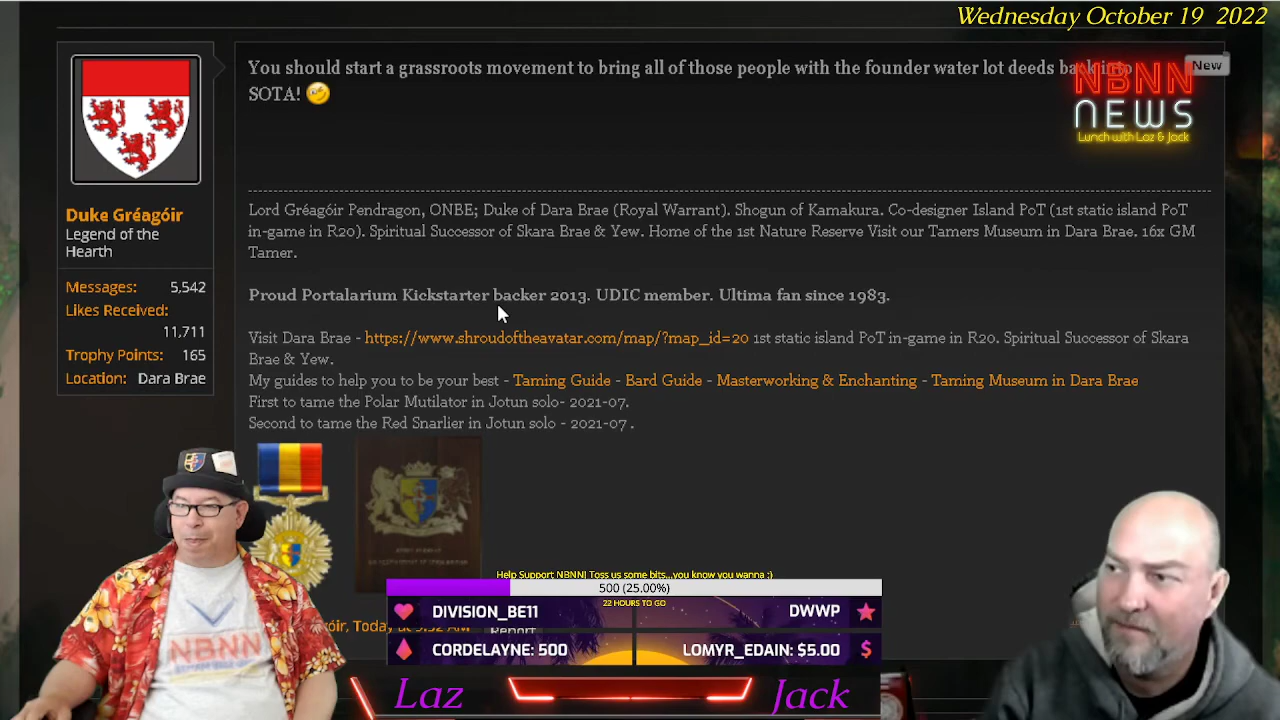 Wednesday October 19 2022
You should start a grassroots movement to bring all of those people with the founder water lot deeds back into
SOTA!
New
NBNN
NEWS
Lunch with Laz & Jack
Duke Gréagóir
Legend of the
Hearth
Messages: 5,542
Likes Received:
11,711
Trophy Points: 165
Location: Dara Brae
Lord Gréagóir Pendragon, ONBE; Duke of Dara Brae (Royal Warrant). Shogun of Kamakura. Co-designer Island PoT (1st static island PoT
in-game in R20). Spiritual Successor of Skara Brae & Yew. Home of the 1st Nature Reserve Visit our Tamers Museum in Dara Brae. 16x GM
Tamer.
Proud Portalarium Kickstarter backer 2013. UDIC member. Ultima fan since 1983.
Visit Dara Brae - https://www.shroudoftheavatar.com/map/?map_id=20 1st static island PoT in-game in R20. Spiritual Successor of Skara
Brae & Yew.
My guides to help you to be your best - Taming Guide - Bard Guide - Masterworking & Enchanting - Taming Museum in Dara Brae
First to tame the Polar Mutilator in Jotun solo- 2021-07.
Second to tame the Red Snarlier in Jotun solo - 2021-07 .
Help Support NBNN! Toss us some bits...you know you wanna :)
500 (25.00%)
22 HOURS TO GO
DIVISION_BE11
DWWP
CORDELAYNE: 500
LOMYR_EDAIN: $5.00
Today at
Report
NBNN
Laz
Jack